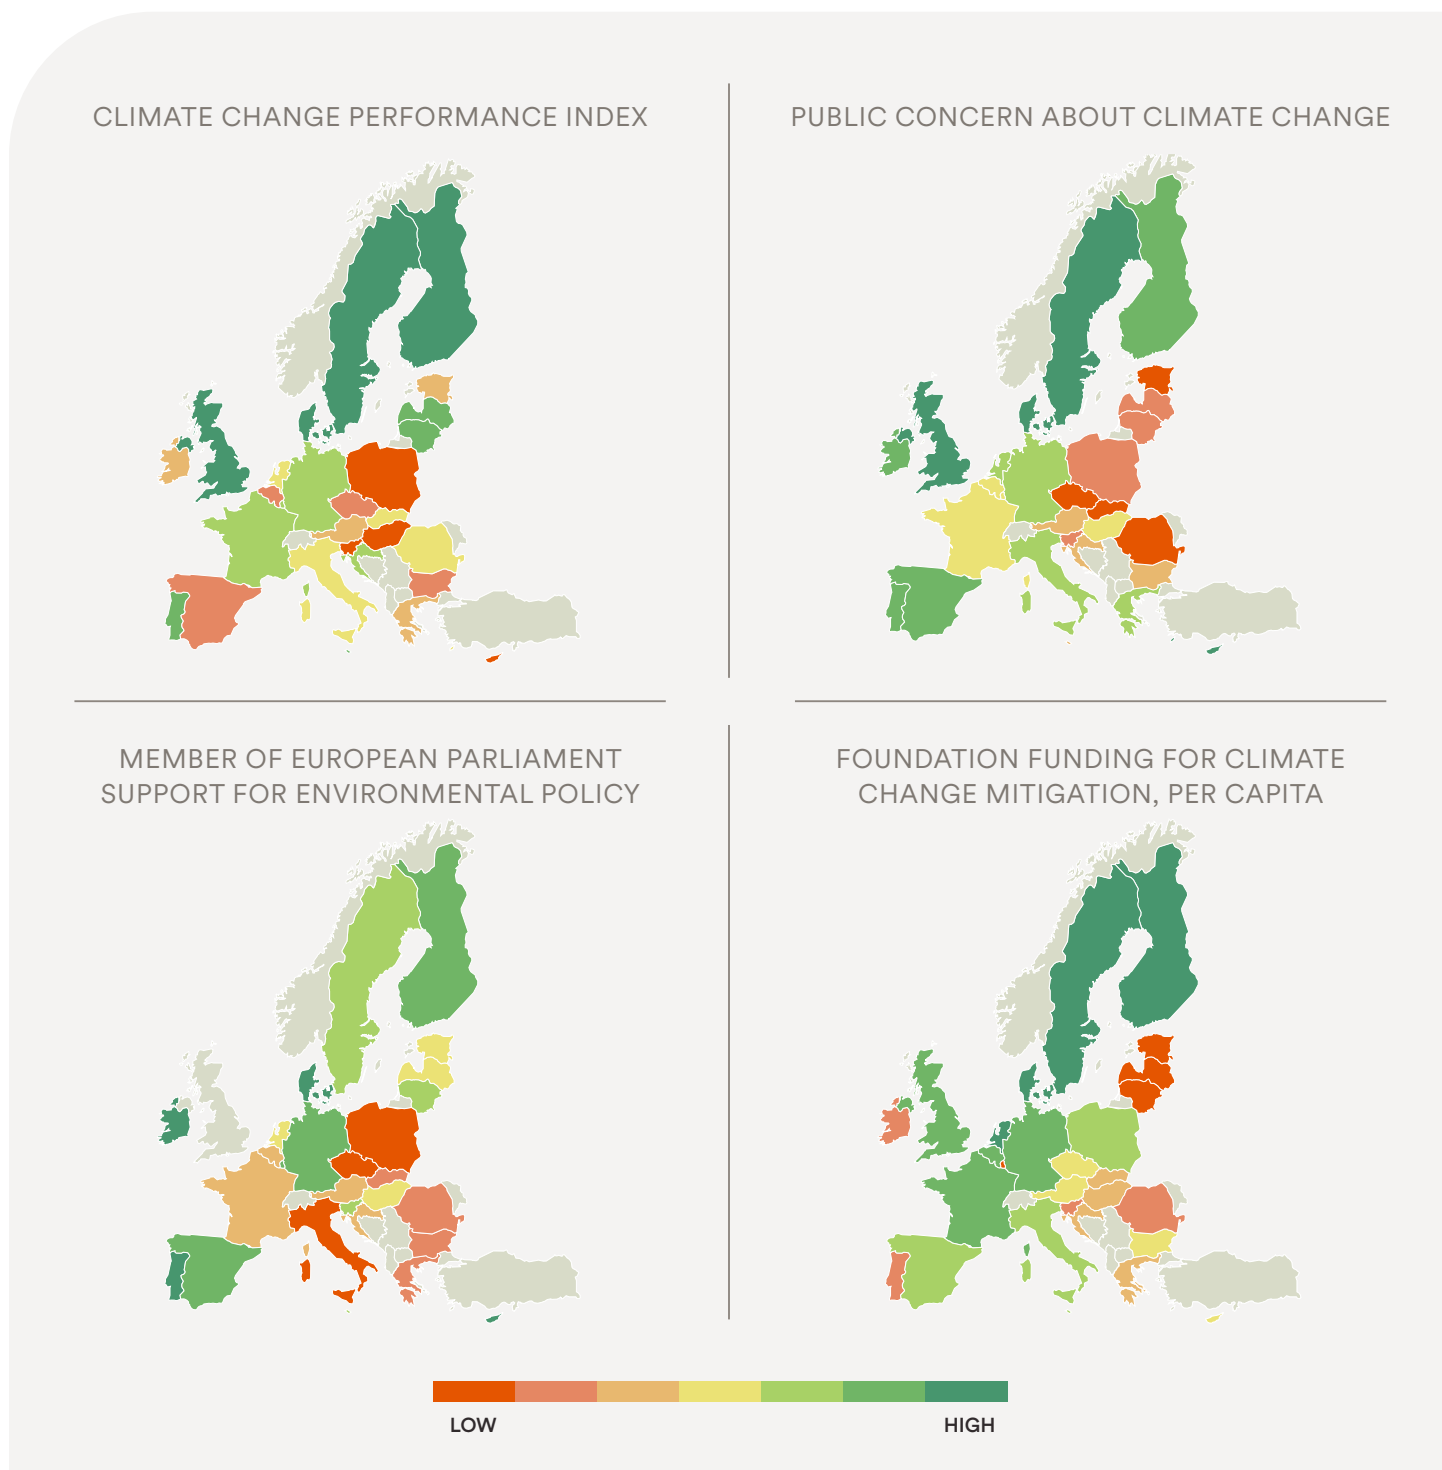 CLIMATE CHANGE PERFORMANCE INDEX
PUBLIC CONCERN ABOUT CLIMATE CHANGE
MEMBER OF EUROPEAN PARLIAMENT
SUPPORT FOR ENVIRONMENTAL POLICY
FOUNDATION FUNDING FOR CLIMATE
CHANGE MITIGATION, PER CAPITA
LOW
HIGH